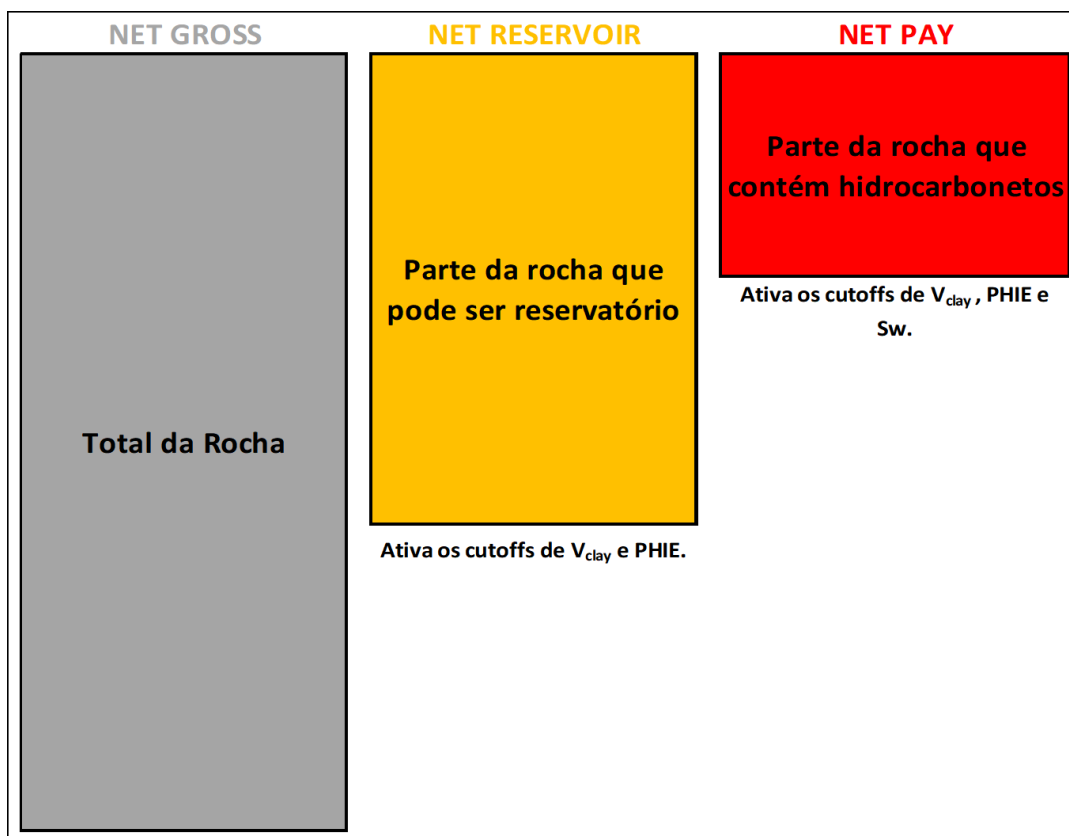 NET GROSS
NET RESERVOIR
NET PAY
Total da Rocha
Parte da rocha que
pode ser reservatório
Ativa os cutoffs de Vclay e PHIE.
Parte da rocha que
contém hidrocarbonetos
Ativa os cutoffs de Vclay , PHIE e
Sw.